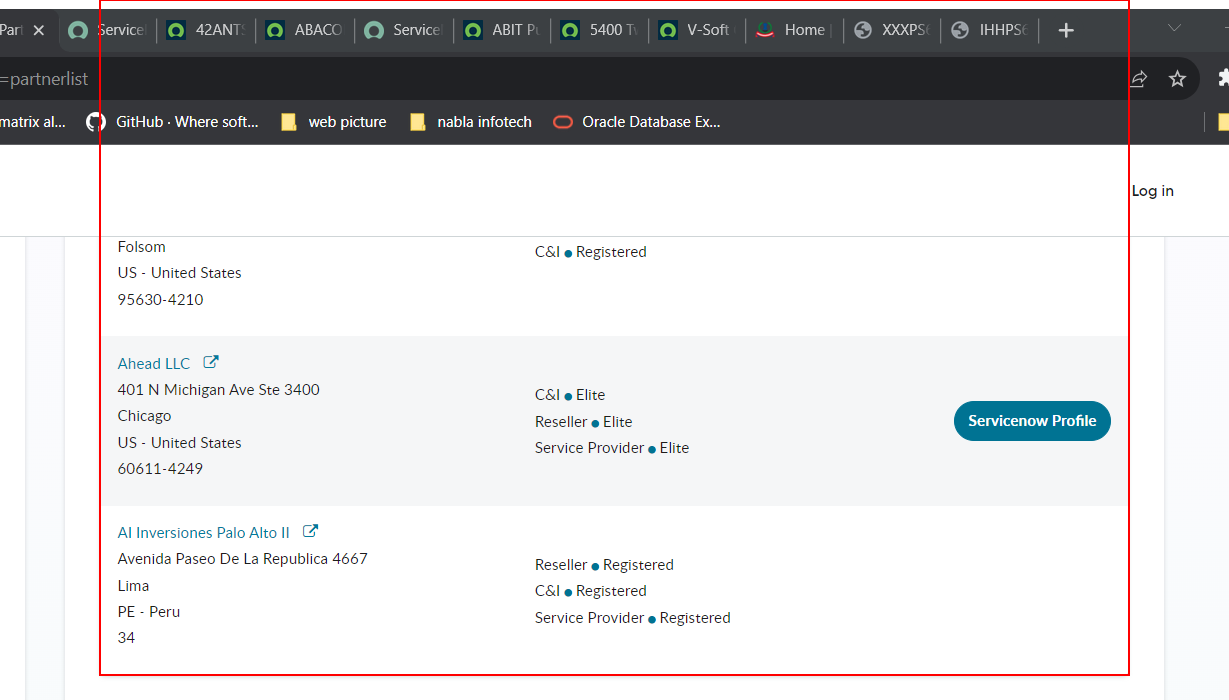 Part
Service
42ANTS
ABACO
Service
ABIT Pu
5400 Tw
V-Soft
Home
XXXPS6
IHHPS6
=partnerlist
matrix al...
GitHub · Where soft...
web picture
nabla infotech
Oracle Database Ex...
Log in
Folsom
US - United States
95630-4210
C&I ● Registered
Ahead LLC
401 N Michigan Ave Ste 3400
Chicago
US - United States
60611-4249
C&I ● Elite
Reseller ● Elite
Service Provider ● Elite
Servicenow Profile
AI Inversiones Palo Alto II
Avenida Paseo De La Republica 4667
Lima
PE - Peru
34
Reseller ● Registered
C&I ● Registered
Service Provider ● Registered